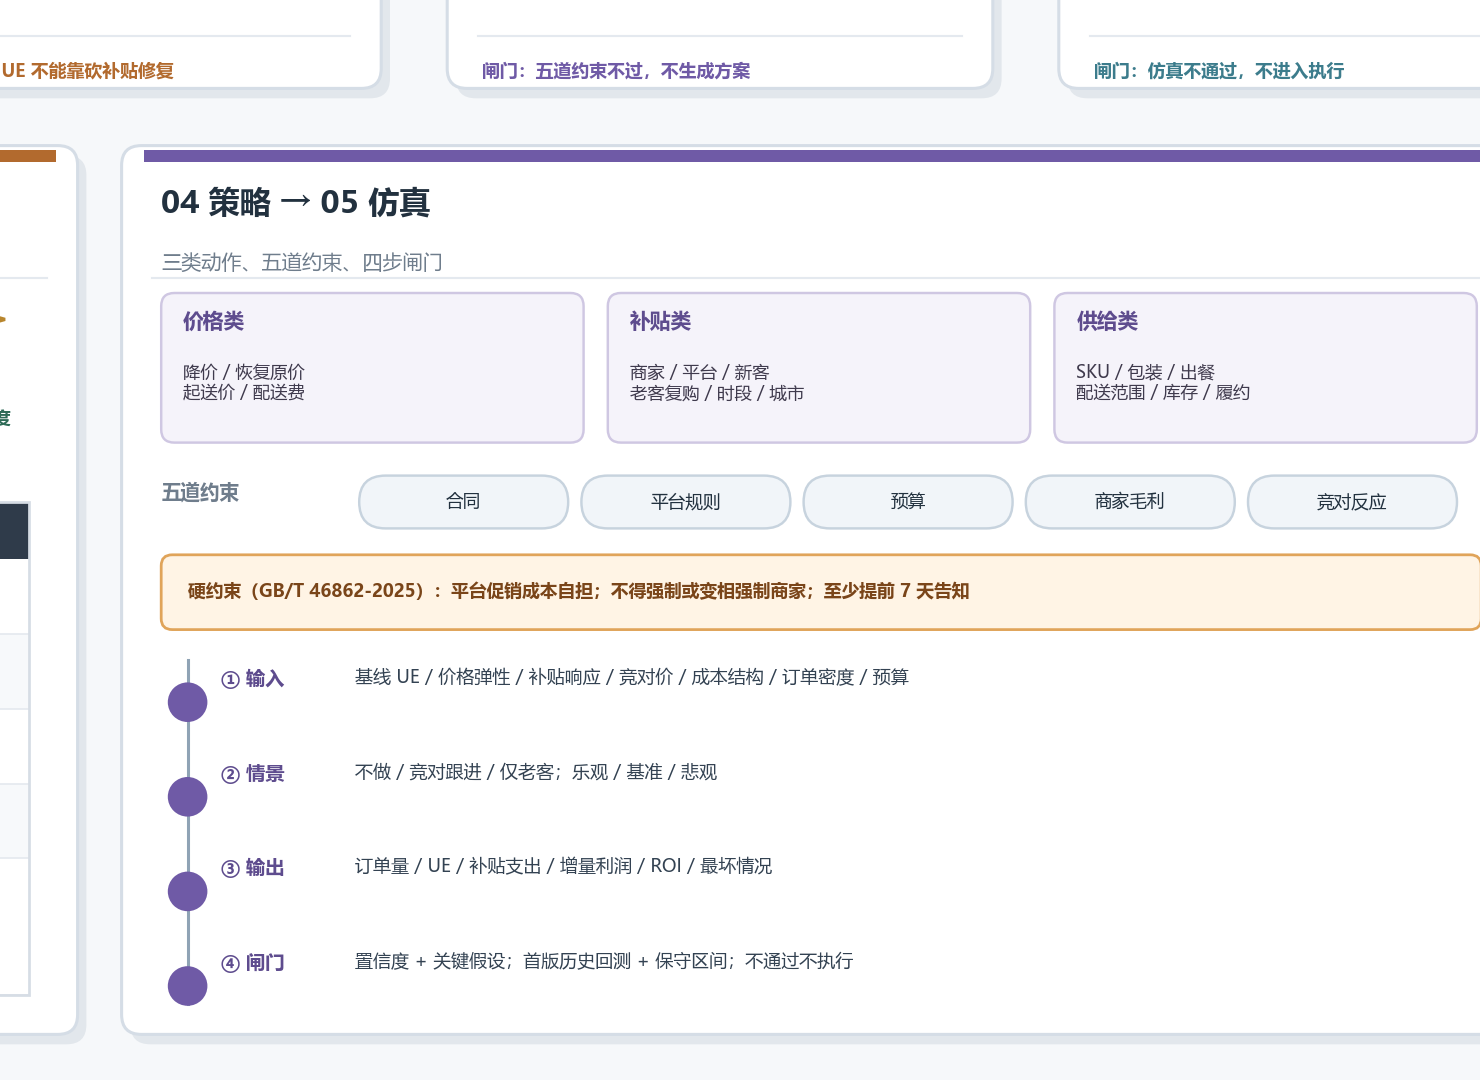 UE 不能靠砍补贴修复
闸门：五道约束不过，不生成方案
闸门：仿真不通过，不进入执行
度
04 策略 → 05 仿真
三类动作、五道约束、四步闸门
价格类
降价 / 恢复原价
起送价 / 配送费
补贴类
商家 / 平台 / 新客
老客复购 / 时段 / 城市
供给类
SKU / 包装 / 出餐
配送范围 / 库存 / 履约
五道约束
合同
平台规则
预算
商家毛利
竞对反应
硬约束（GB/T 46862-2025）：平台促销成本自担；不得强制或变相强制商家；至少提前 7 天告知
① 输入
基线 UE / 价格弹性 / 补贴响应 / 竞对价 / 成本结构 / 订单密度 / 预算
② 情景
不做 / 竞对跟进 / 仅老客；乐观 / 基准 / 悲观
③ 输出
订单量 / UE / 补贴支出 / 增量利润 / ROI / 最坏情况
④ 闸门
置信度 + 关键假设；首版历史回测 + 保守区间；不通过不执行